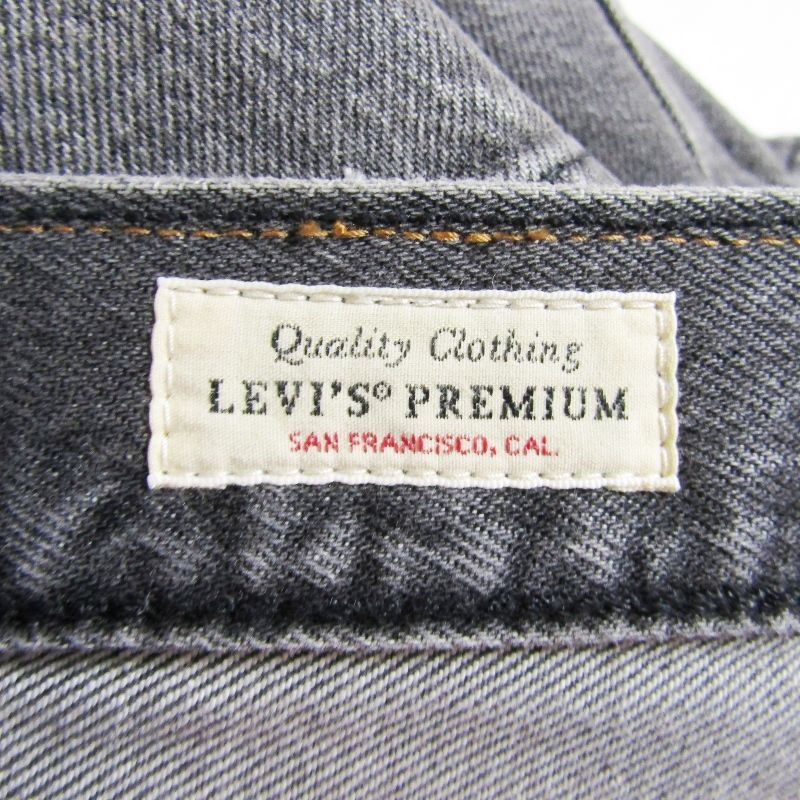 Quality Clothing
LEVI'S® PREMIUM
SAN FRANCISCO, CAL.